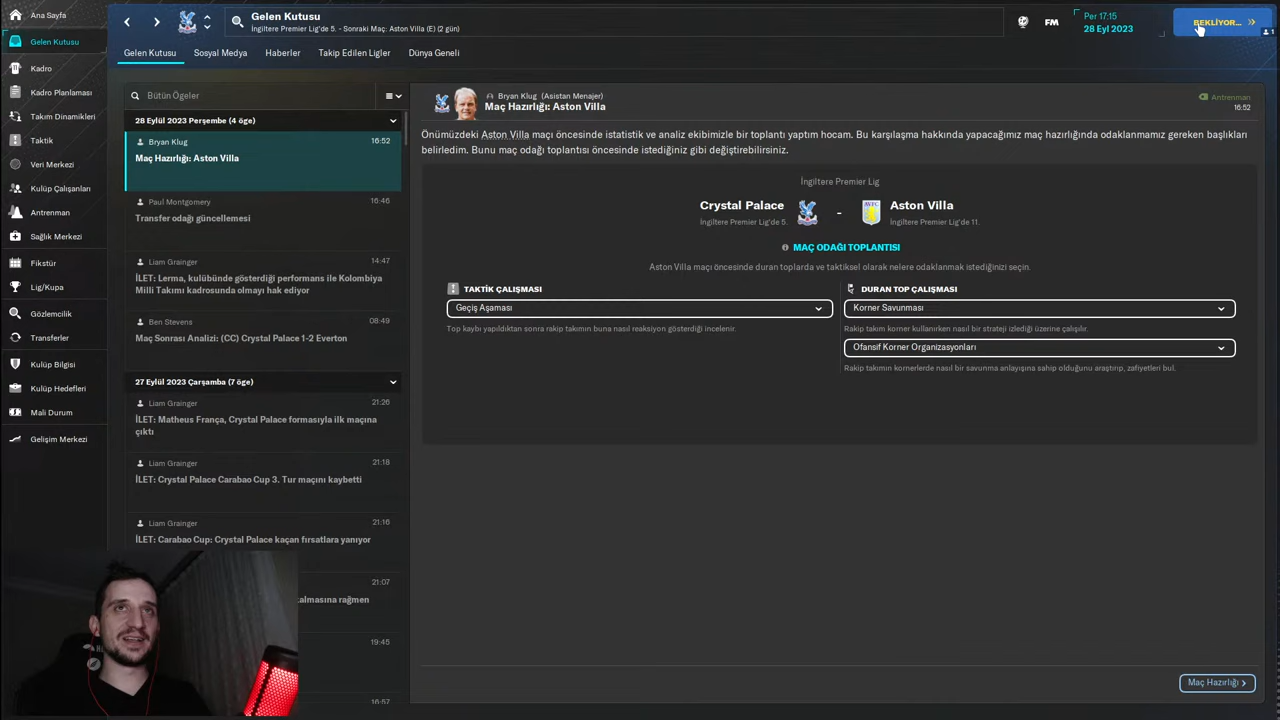 Ana Sayfa
Gelen Kutusu
Kadro
Kadro Planlaması
Takım Dinamikleri
Taktik
Veri Merkezi
Kulüp Çalışanları
Antrenman
Sağlık Merkezi
Fikstür
Lig/Kupa
Gözlemcilik
Transferler
Kulüp Bilgisi
Kulüp Hedefleri
Mali Durum
Gelişim Merkezi
Gelen Kutusu
İngiltere Premier Lig'de 5. - Sonraki Maç: Aston Villa (E) (2 gün)
FM
Per 17:15
28 Eyl 2023
BEKLİYOR...
1
Gelen Kutusu Sosyal Medya Haberler Takip Edilen Ligler Dünya Geneli
Bütün Ögeler
28 Eylül 2023 Perşembe (4 öge)
Bryan Klug 16:52
Maç Hazırlığı: Aston Villa
Paul Montgomery 16:46
Transfer odağı güncellemesi
Liam Grainger 14:47
İLET: Lerma, kulübünde gösterdiği performans ile Kolombiya
Milli Takımı kadrosunda olmayı hak ediyor
Ben Stevens 08:49
Maç Sonrası Analizi: (CC) Crystal Palace 1-2 Everton
27 Eylül 2023 Çarşamba (7 öge)
Liam Grainger 21:26
İLET: Matheus França, Crystal Palace formasıyla ilk maçına
çıktı
Liam Grainger 21:18
İLET: Crystal Palace Carabao Cup 3. Tur maçını kaybetti
Liam Grainger 21:16
İLET: Carabao Cup: Crystal Palace kaçan fırsatlara yanıyor
21:07
talmasına rağmen
19:45
16:57
Bryan Klug (Asistan Menajer)
Maç Hazırlığı: Aston Villa
Antrenman
16:52
Önümüzdeki Aston Villa maçı öncesinde istatistik ve analiz ekibimizle bir toplantı yaptım hocam. Bu karşılaşma hakkında yapacağımız maç hazırlığında odaklanmamız gereken başlıkları
belirledim. Bunu maç odağı toplantısı öncesinde istediğiniz gibi değiştirebilirsiniz.
İngiltere Premier Lig
Crystal Palace - Aston Villa
İngiltere Premier Lig'de 5. İngiltere Premier Lig'de 11.
MAÇ ODAĞI TOPLANTISI
Aston Villa maçı öncesinde duran toplarda ve taktiksel olarak nelere odaklanmak istediğinizi seçin.
TAKTİK ÇALIŞMASI
Geçiş Aşaması
Top kaybı yapıldıktan sonra rakip takımın buna nasıl reaksiyon gösterdiği incelenir.
DURAN TOP ÇALIŞMASI
Korner Savunması
Rakip takım korner kullanırken nasıl bir strateji izlediği üzerine çalışılır.
Ofansif Korner Organizasyonları
Rakip takımın kornerlerde nasıl bir savunma anlayışına sahip olduğunu araştırıp, zafiyetleri bul.
Maç Hazırlığı